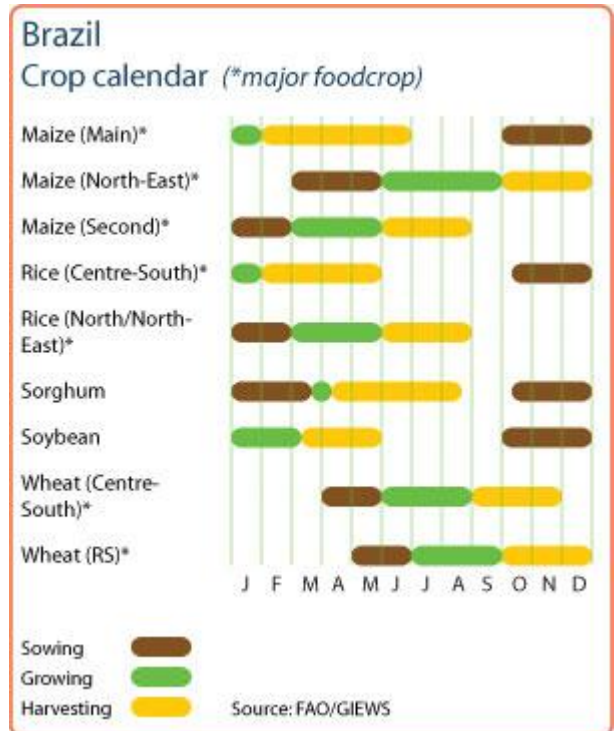 Brazil
Crop calendar (*major foodcrop)
Maize (Main)*
Maize (North-East)*
Maize (Second)*
Rice (Centre-South)*
Rice (North/North-
East)*
Sorghum
Soybean
Wheat (Centre-
South)*
Wheat (RS)*
J F M A M J J A S O N D
Sowing
Growing
Harvesting Source: FAO/GIEWS